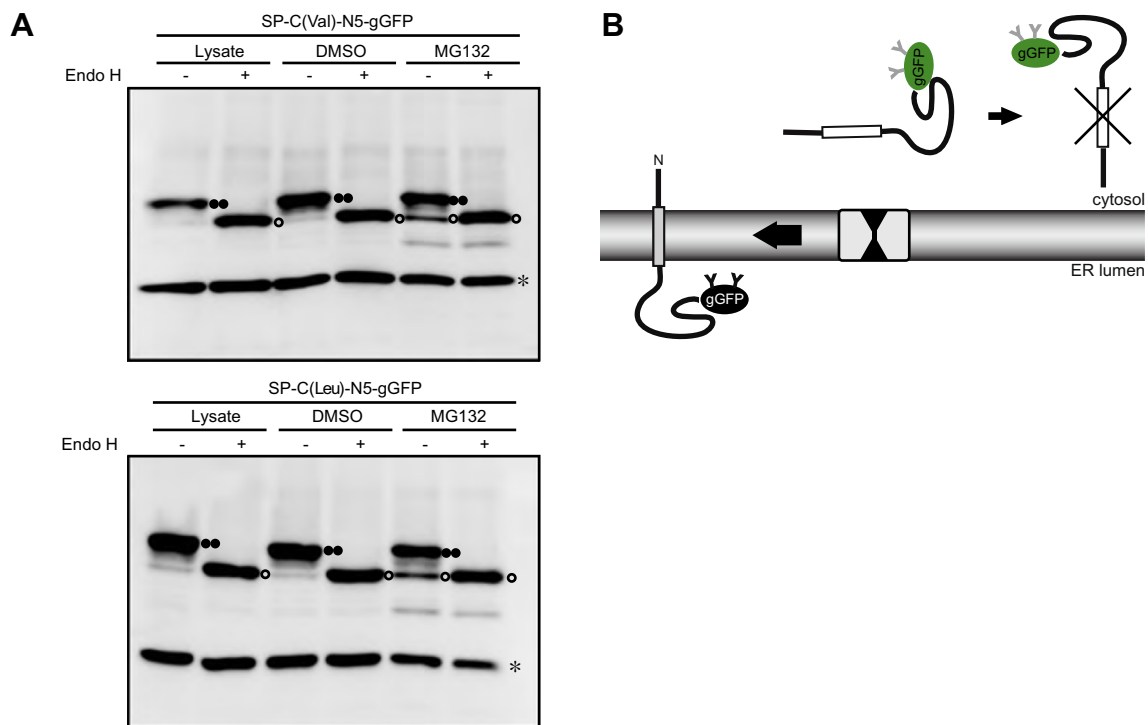 A
SP-C(Val)-N5-gGFP
Lysate DMSO MG132
Endo H - + - + - + 
*
SP-C(Leu)-N5-gGFP
Lysate DMSO MG132
Endo H - + - + - +
*
B
gGFP
gGFP
N
cytosol
ER lumen
gGFP